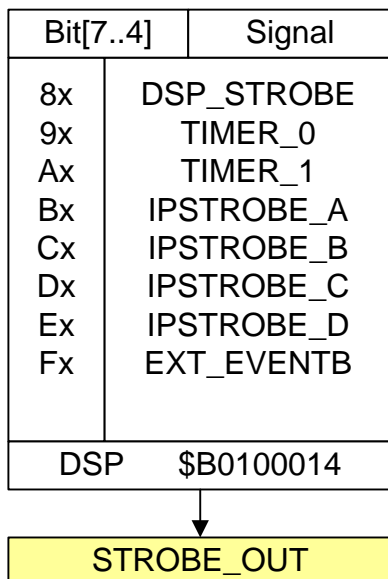 Bit[7..4] Signal
8x DSP_STROBE
9x TIMER_0
Ax TIMER_1
Bx IPSTROBE_A
Cx IPSTROBE_B
Dx IPSTROBE_C
Ex IPSTROBE_D
Fx EXT_EVENTB
DSP $B0100014
STROBE_OUT